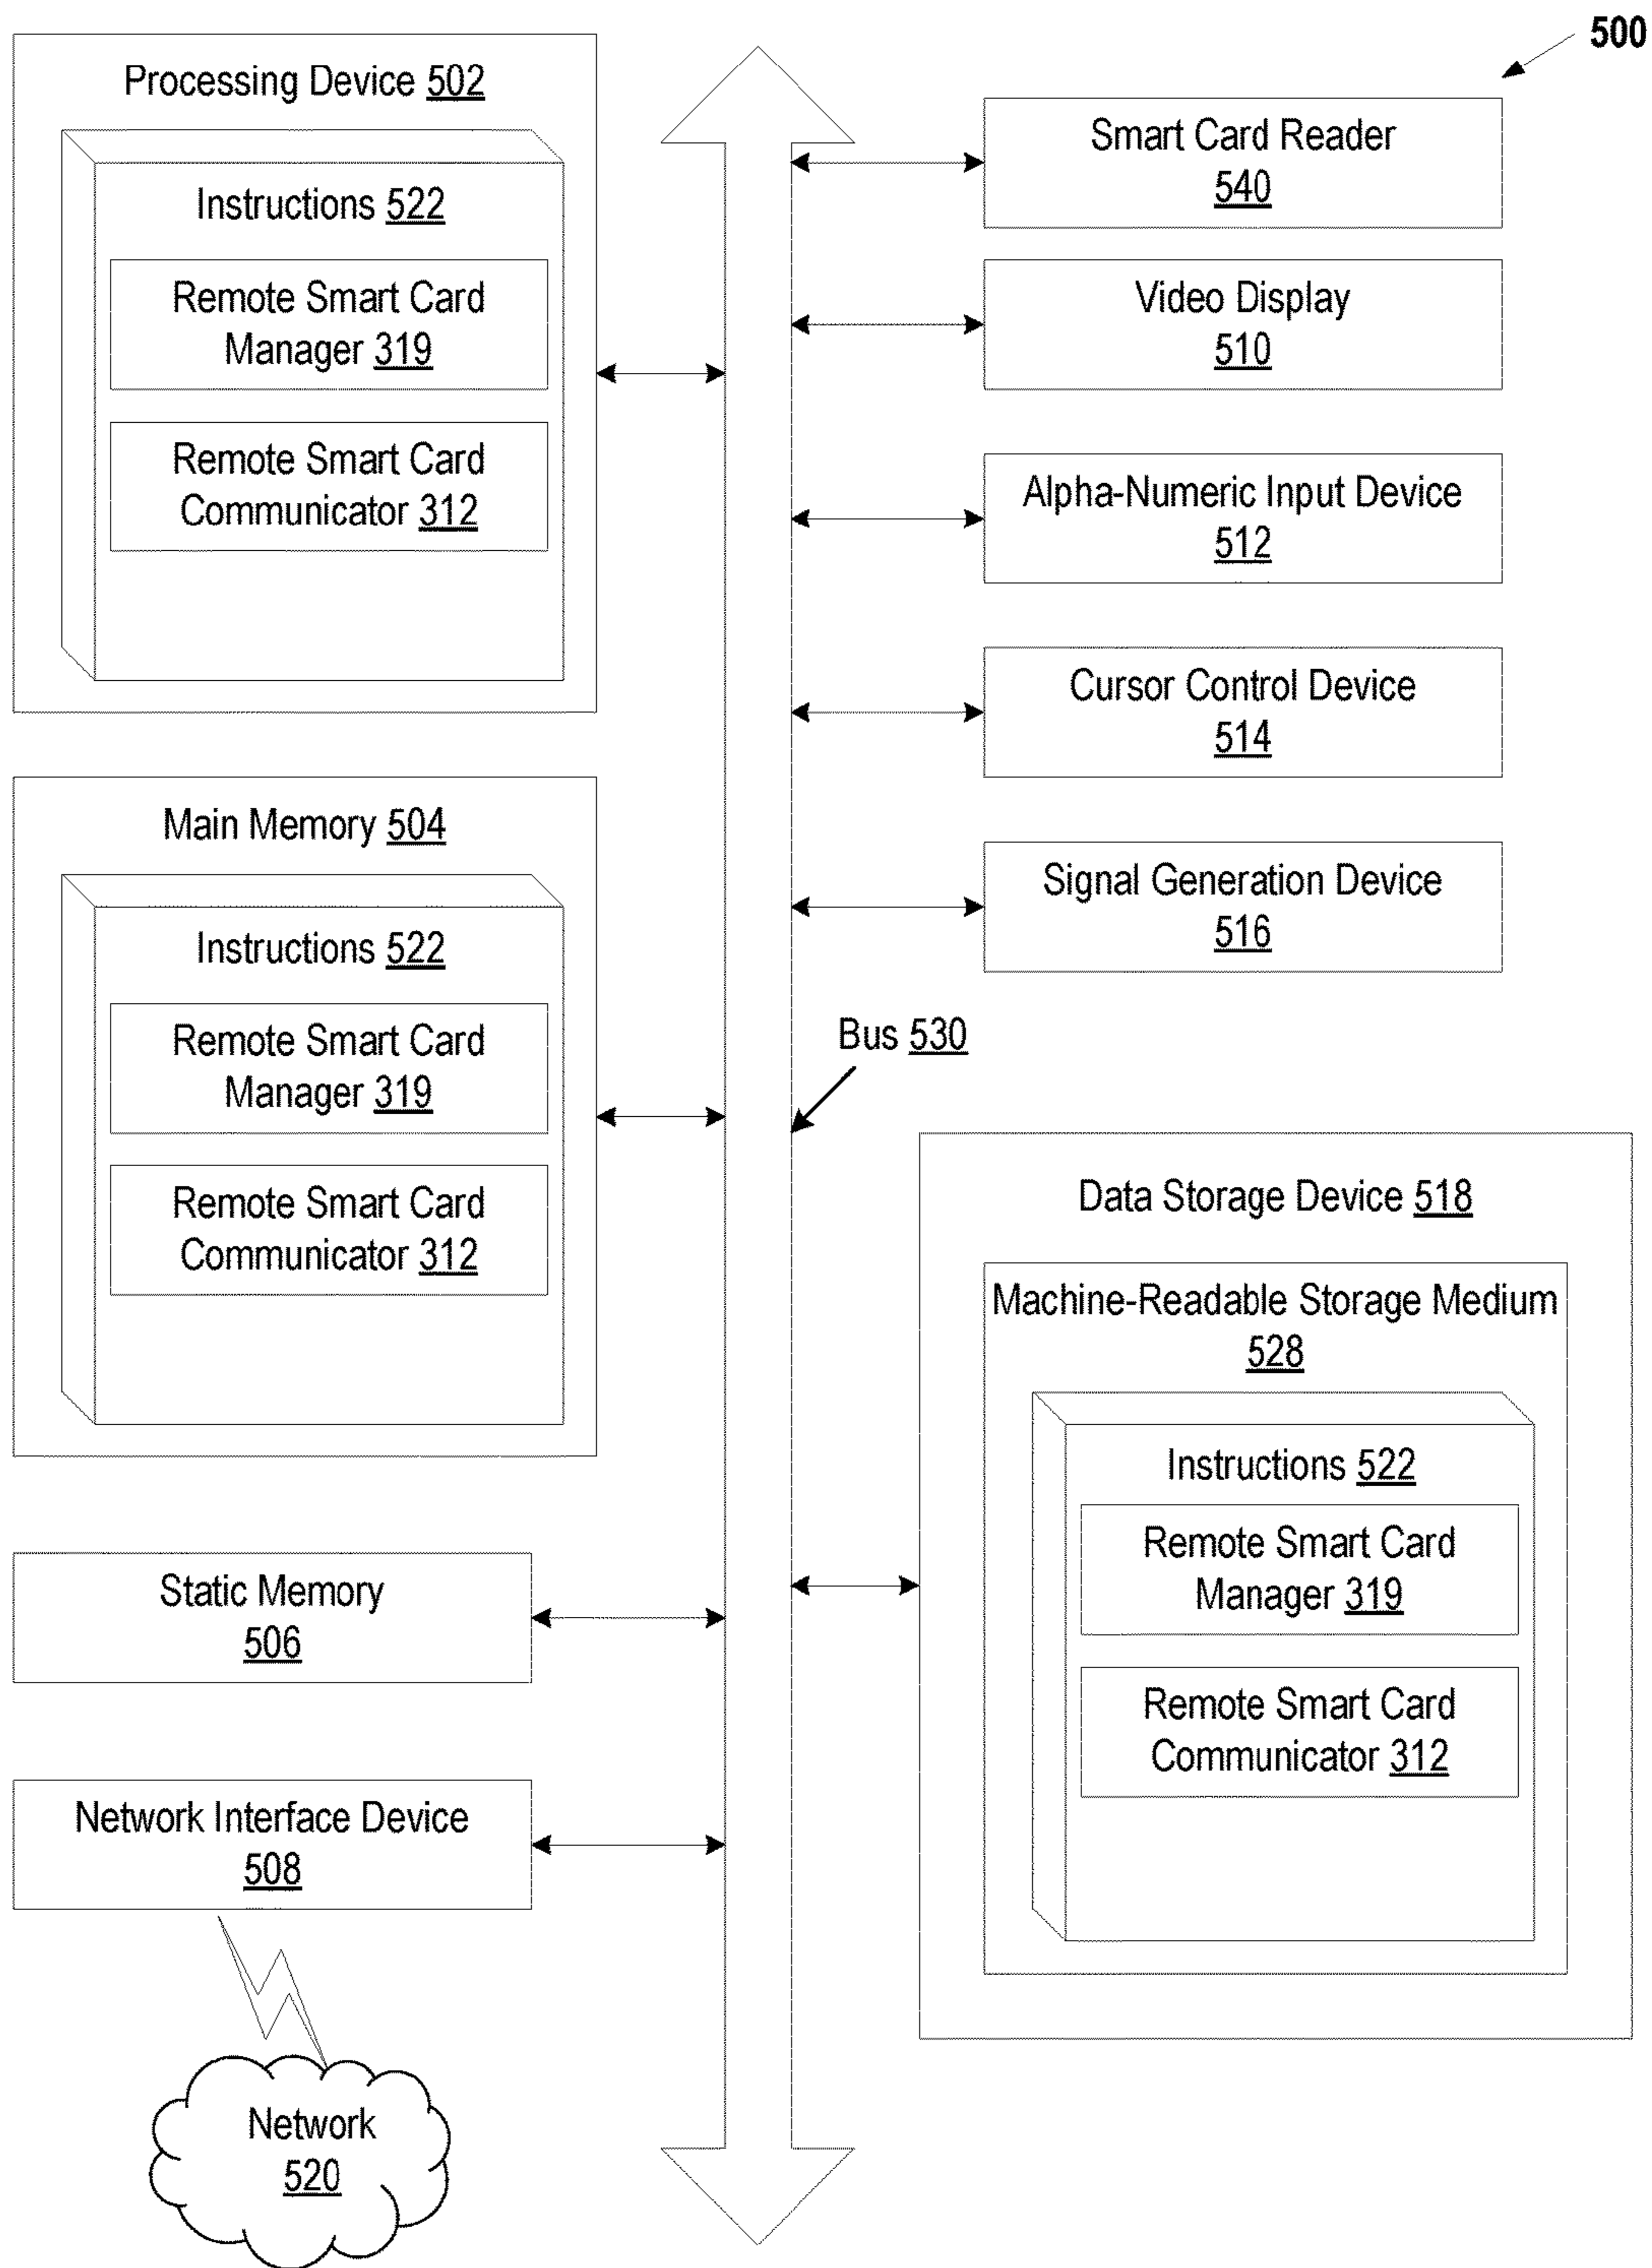 500
Processing Device 502
Instructions 522
Remote Smart Card
Manager 319
Remote Smart Card
Communicator 312
Main Memory 504
Instructions 522
Remote Smart Card
Manager 319
Remote Smart Card
Communicator 312
Static Memory
506
Network Interface Device
508
Network
520
Smart Card Reader
540
Video Display
510
Alpha-Numeric Input Device
512
Cursor Control Device
514
Signal Generation Device
516
Bus 530
Data Storage Device 518
Machine-Readable Storage Medium
528
Instructions 522
Remote Smart Card
Manager 319
Remote Smart Card
Communicator 312